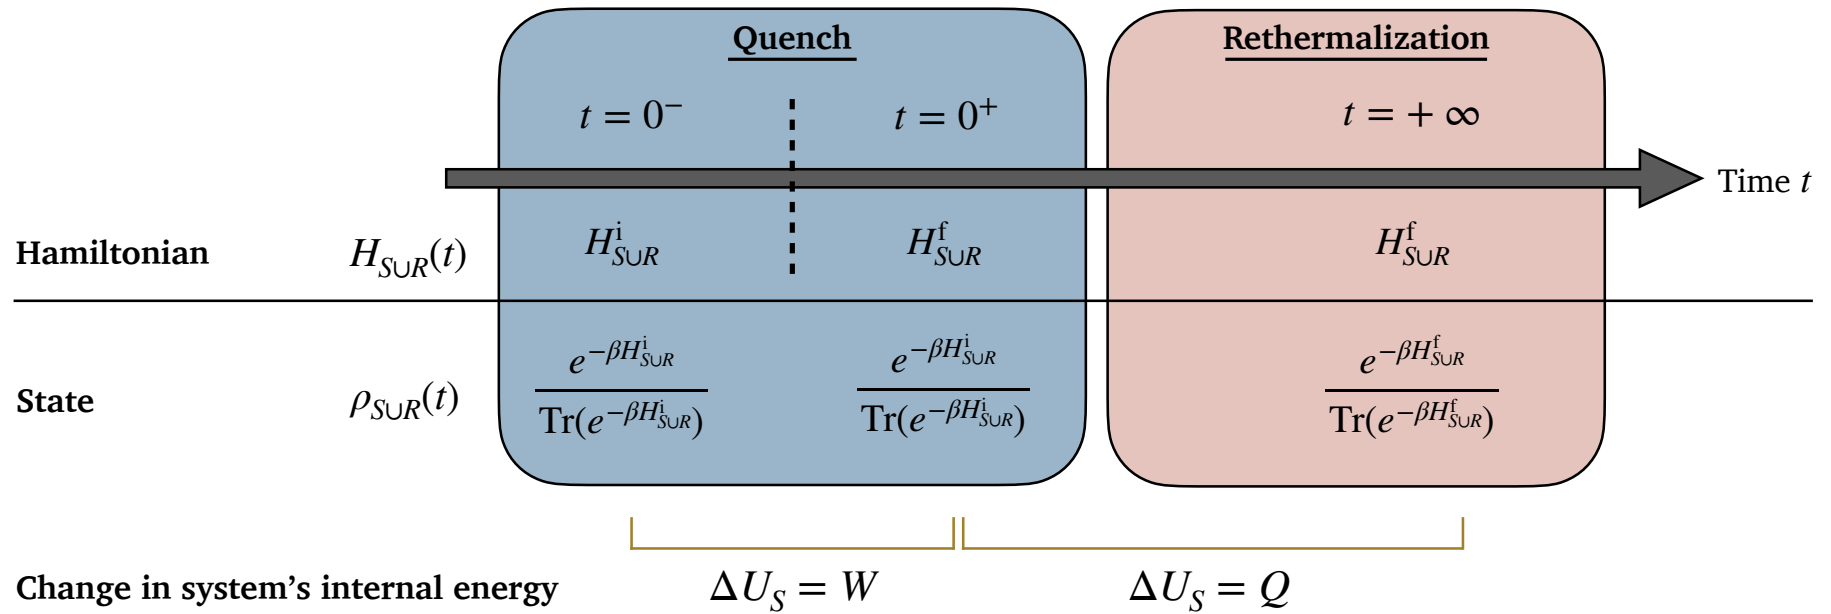 Quench Rethermalization
t = 0⁻ t = 0⁺ t = + ∞
Time t
Hamiltonian H_{S∪R}(t) H^i_{S∪R} H^f_{S∪R} H^f_{S∪R}
State ρ_{S∪R}(t) e^{-βH^i_{S∪R}} / Tr(e^{-βH^i_{S∪R}}) e^{-βH^i_{S∪R}} / Tr(e^{-βH^i_{S∪R}}) e^{-βH^f_{S∪R}} / Tr(e^{-βH^f_{S∪R}})
Change in system's internal energy ΔU_S = W ΔU_S = Q